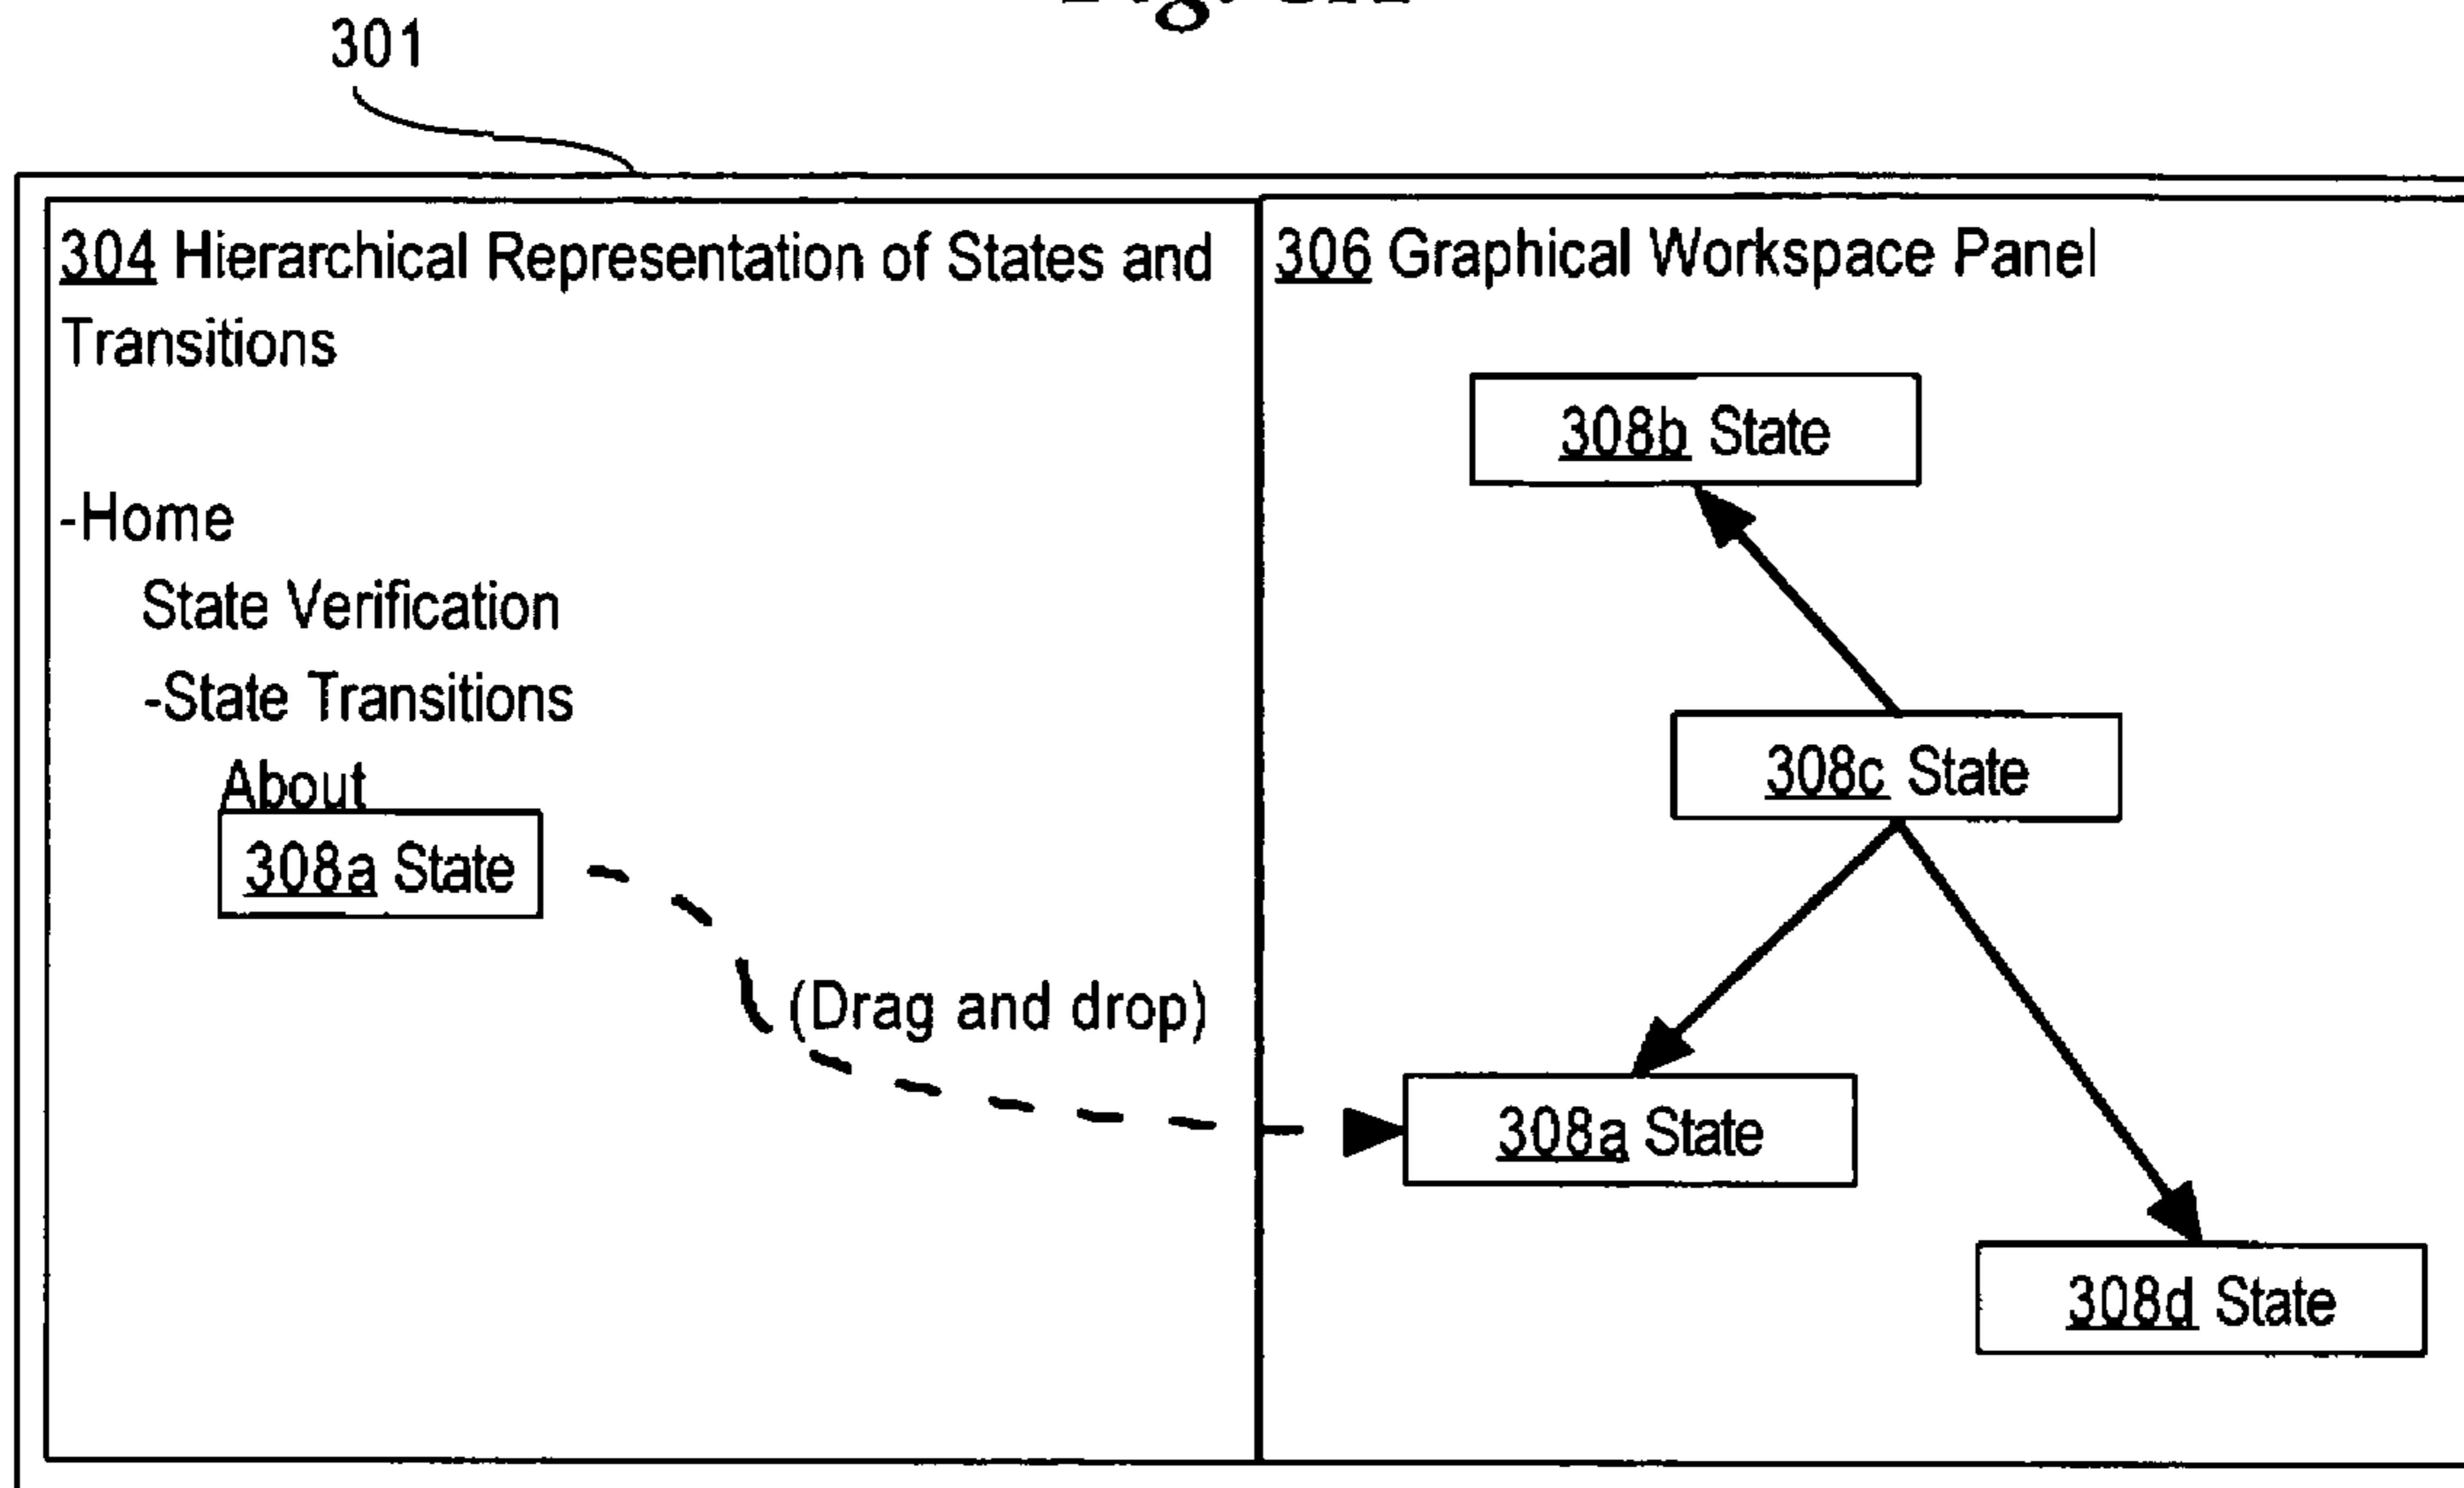 301
304 Hierarchical Representation of States and
Transitions
-Home
State Verification
-State Transitions
About
308a State
(Drag and drop)
306 Graphical Workspace Panel
308b State
308c State
308a State
308d State